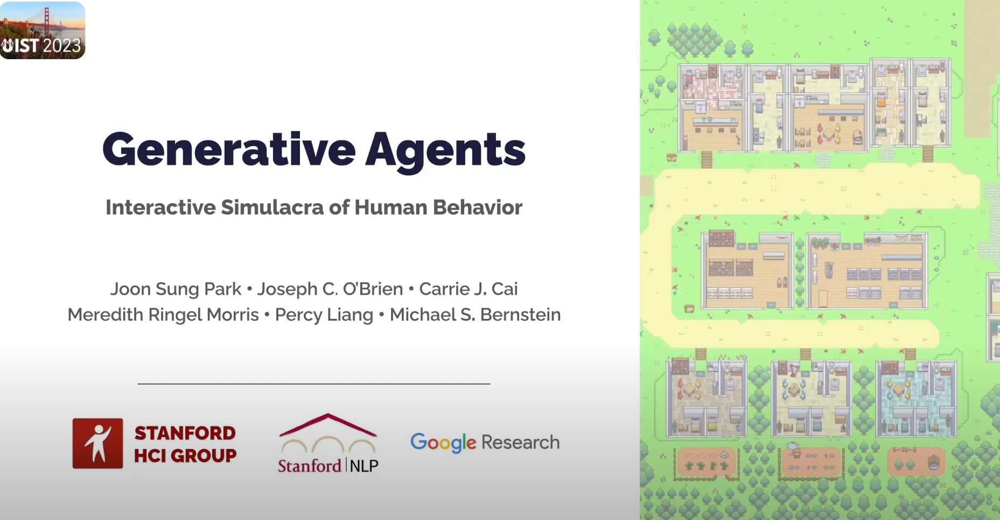 UIST 2023
Generative Agents
Interactive Simulacra of Human Behavior
Joon Sung Park • Joseph C. O’Brien • Carrie J. Cai
Meredith Ringel Morris • Percy Liang • Michael S. Bernstein
STANFORD
HCI GROUP
Stanford | NLP
Google Research